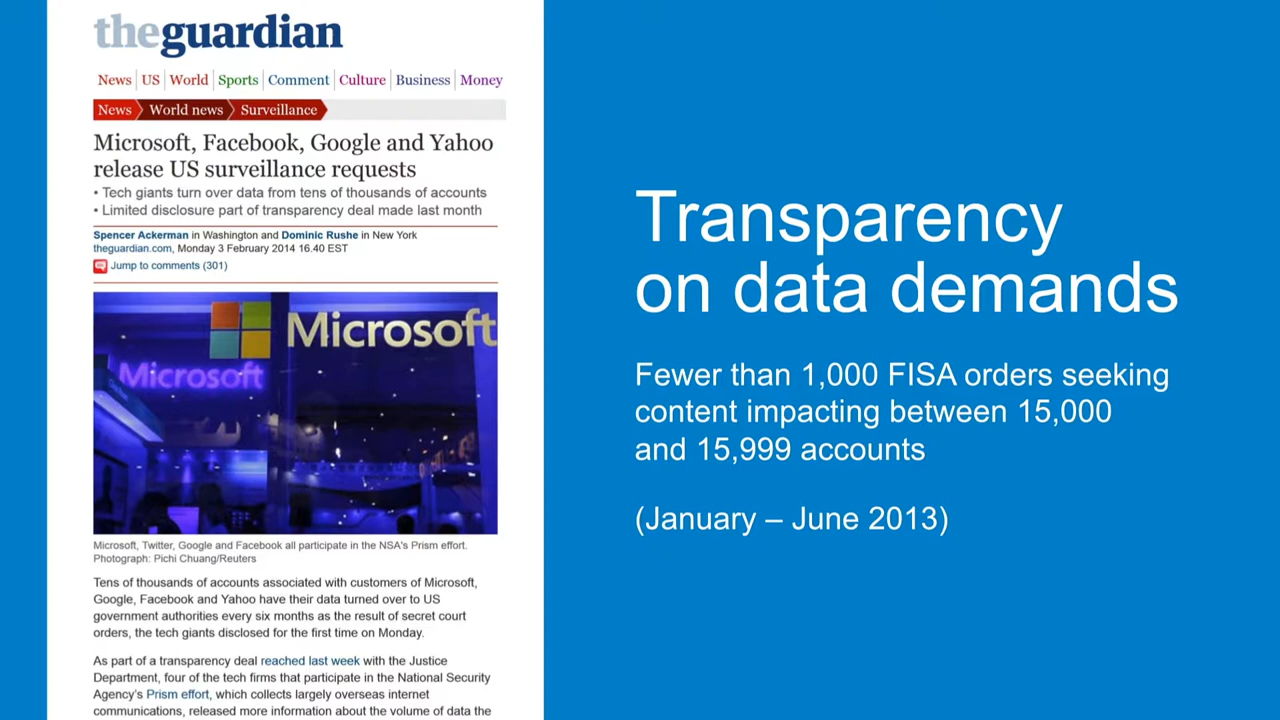 theguardian
News US World Sports Comment Culture Business Money
News World news Surveillance
Microsoft, Facebook, Google and Yahoo
release US surveillance requests
• Tech giants turn over data from tens of thousands of accounts
• Limited disclosure part of transparency deal made last month
Spencer Ackerman in Washington and Dominic Rushe in New York
theguardian.com, Monday 3 February 2014 16.40 EST
Jump to comments (301)
Microsoft
Microsoft
Microsoft, Twitter, Google and Facebook all participate in the NSA's Prism effort.
Photograph: Pichi Chuang/Reuters
Tens of thousands of accounts associated with customers of Microsoft,
Google, Facebook and Yahoo have their data turned over to US
government authorities every six months as the result of secret court
orders, the tech giants disclosed for the first time on Monday.
As part of a transparency deal reached last week with the Justice
Department, four of the tech firms that participate in the National Security
Agency's Prism effort, which collects largely overseas internet
communications, released more information about the volume of data the
Transparency
on data demands
Fewer than 1,000 FISA orders seeking
content impacting between 15,000
and 15,999 accounts
(January – June 2013)